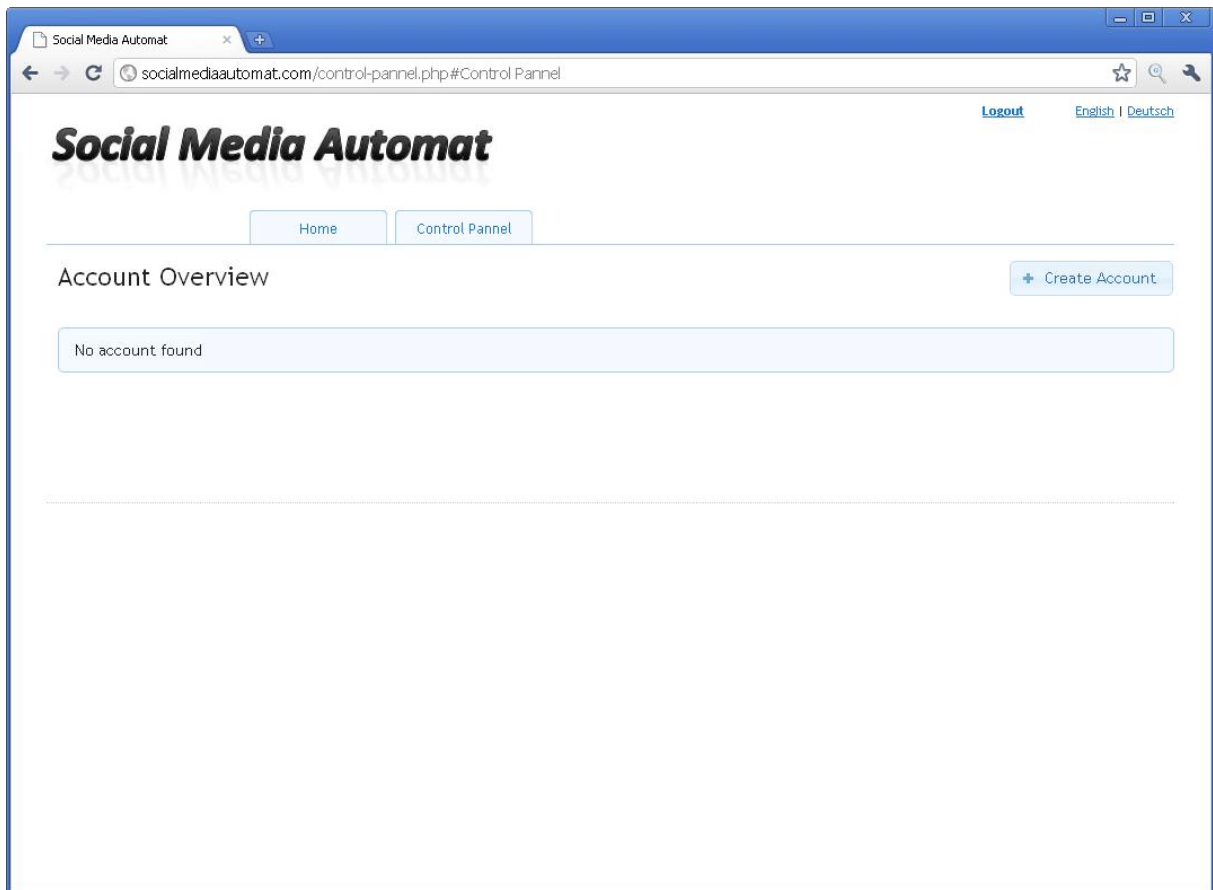 Social Media Automat
socialmediaautomat.com/control-pannel.php#Control Pannel
Logout English | Deutsch
Social Media Automat
Home Control Pannel
Account Overview + Create Account
No account found